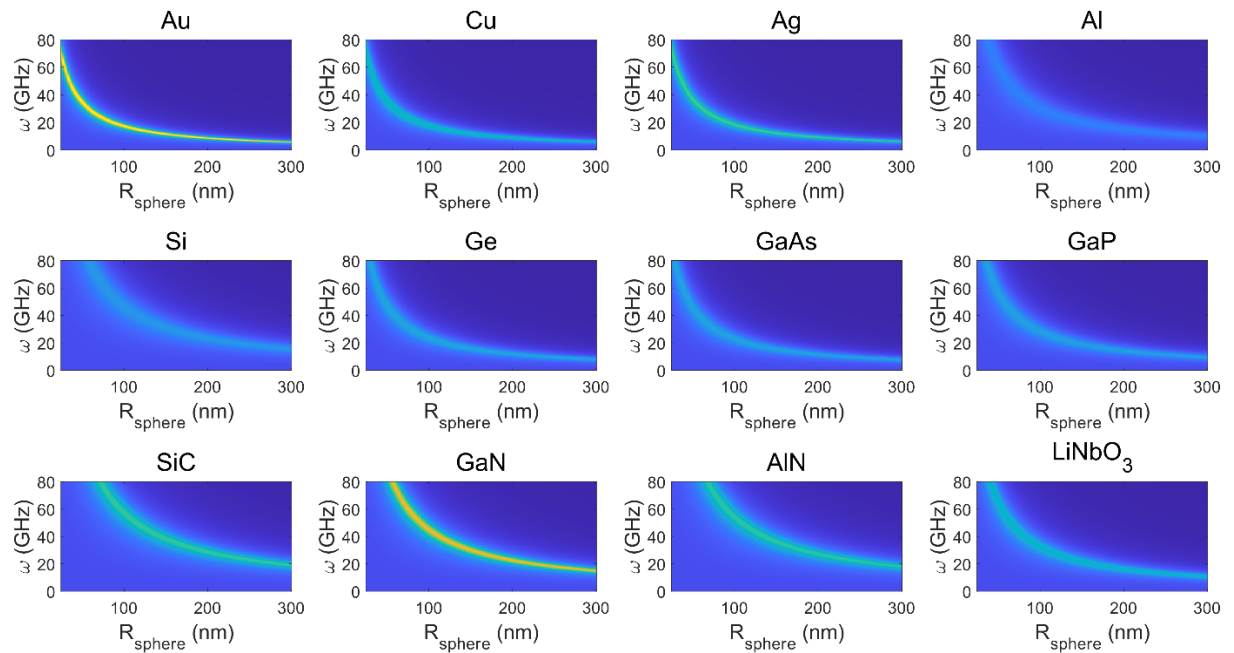 Au Cu Ag Al
80 80 80 80
60 60 60 60
ω (GHz) ω (GHz) ω (GHz) ω (GHz)
40 40 40 40
20 20 20 20
0 0 0 0
100 200 300 100 200 300 100 200 300 100 200 300
R_sphere (nm) R_sphere (nm) R_sphere (nm) R_sphere (nm)
Si Ge GaAs GaP
80 80 80 80
60 60 60 60
ω (GHz) ω (GHz) ω (GHz) ω (GHz)
40 40 40 40
20 20 20 20
0 0 0 0
100 200 300 100 200 300 100 200 300 100 200 300
R_sphere (nm) R_sphere (nm) R_sphere (nm) R_sphere (nm)
SiC GaN AlN LiNbO₃
80 80 80 80
60 60 60 60
ω (GHz) ω (GHz) ω (GHz) ω (GHz)
40 40 40 40
20 20 20 20
0 0 0 0
100 200 300 100 200 300 100 200 300 100 200 300
R_sphere (nm) R_sphere (nm) R_sphere (nm) R_sphere (nm)